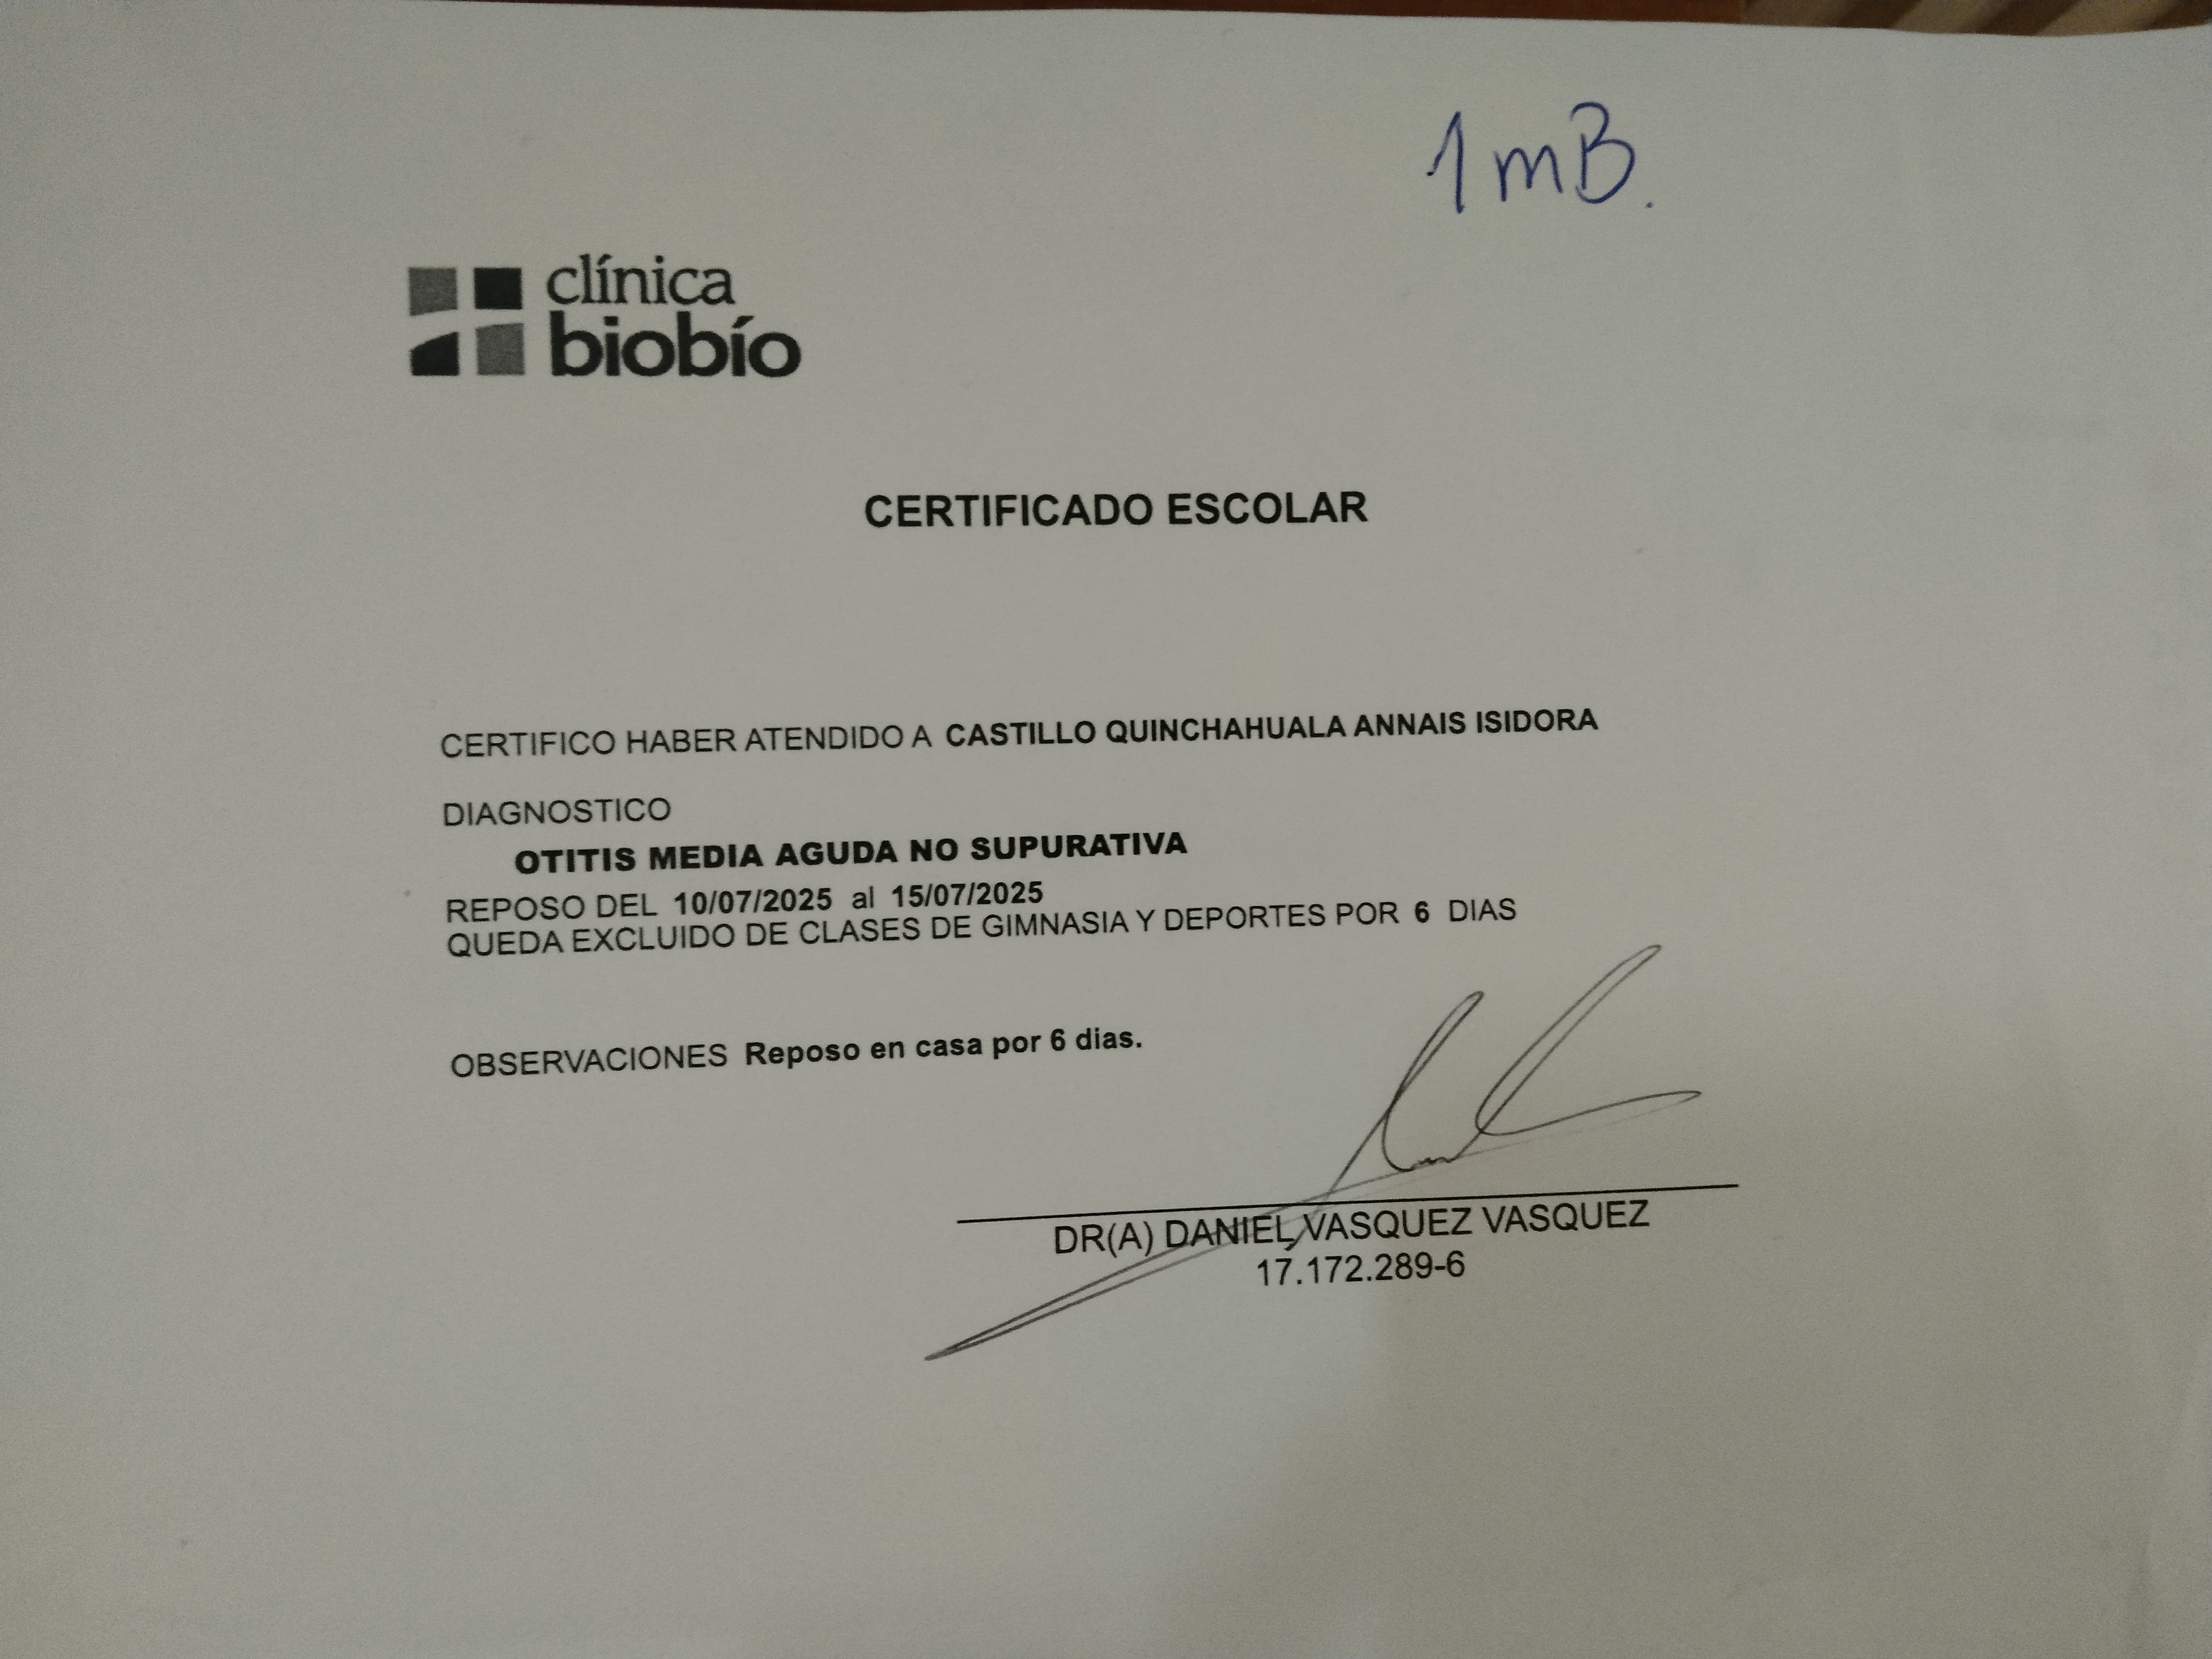 1 mB.
clínica
biobío
CERTIFICADO ESCOLAR
CERTIFICO HABER ATENDIDO A CASTILLO QUINCHAHUALA ANNAIS ISIDORA
DIAGNOSTICO
OTITIS MEDIA AGUDA NO SUPURATIVA
REPOSO DEL 10/07/2025 al 15/07/2025
QUEDA EXCLUIDO DE CLASES DE GIMNASIA Y DEPORTES POR 6 DIAS
OBSERVACIONES Reposo en casa por 6 dias.
DR(A) DANIEL VASQUEZ VASQUEZ
17.172.289-6